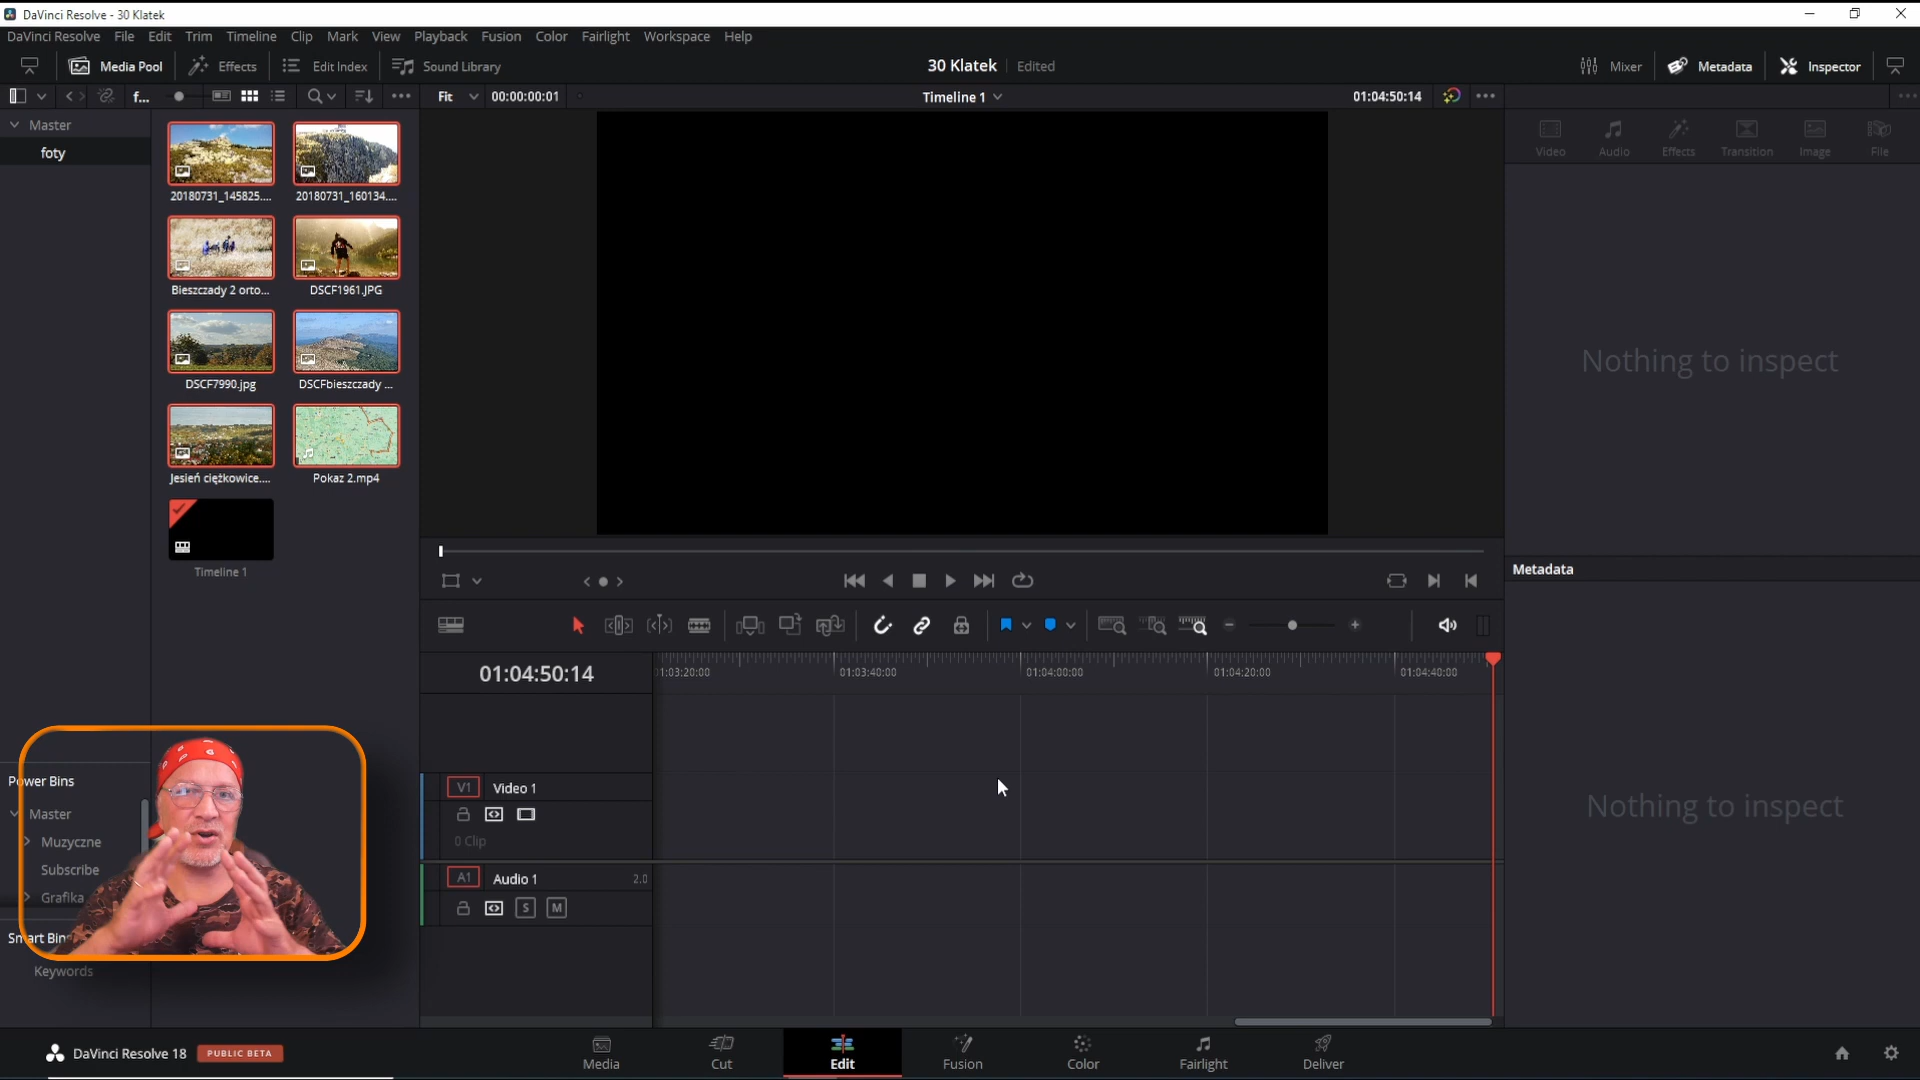 DaVinci Resolve - 30 Klatek
DaVinci Resolve File Edit Trim Timeline Clip Mark View Playback Fusion Color Fairlight Workspace Help
Media Pool Effects Edit Index Sound Library 30 Klatek Edited Mixer Metadata Inspector
f... Fit 00:00:00:01 Timeline 1 01:04:50:14
Master
foty
20180731_145825.... 20180731_160134....
Bieszczady 2 orto... DSCF1961.JPG
DSCF7990.jpg DSCFbieszczady ...
Jesień ciężkowice.... Pokaz 2.mp4
Timeline 1
Video Audio Effects Transition Image File
Nothing to inspect
Metadata
Nothing to inspect
01:04:50:14
1:03:20:00 01:03:40:00 01:04:00:00 01:04:20:00 01:04:40:00
V1 Video 1
0 Clip
A1 Audio 1 2.0
S M
Power Bins
Master
Muzyczne
Subscribe
Grafika
Smart Bin
Keywords
DaVinci Resolve 18 PUBLIC BETA
Media Cut Edit Fusion Color Fairlight Deliver